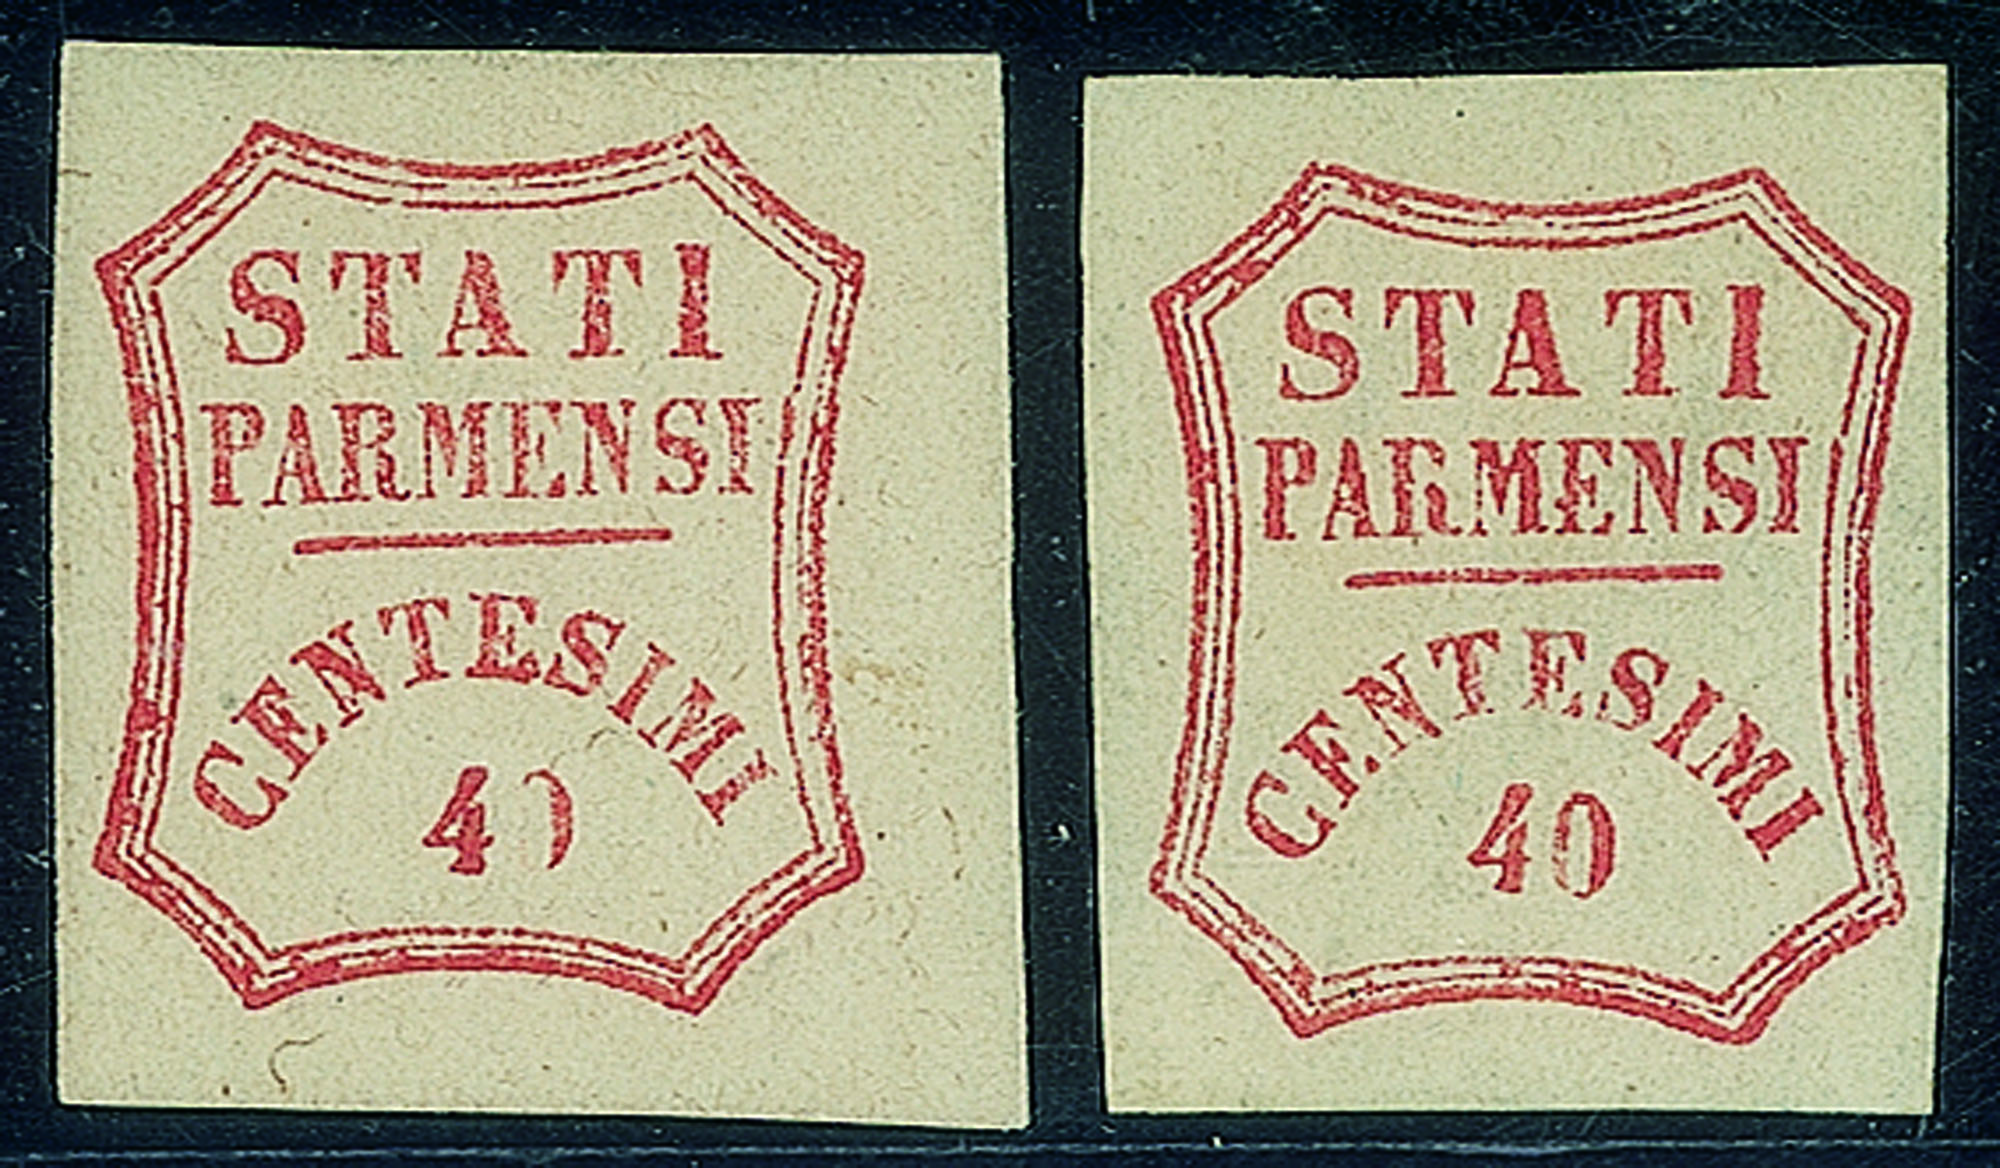 STATI
PARMENSI
CENTESIMI
40
STATI
PARMENSI
CENTESIMI
40